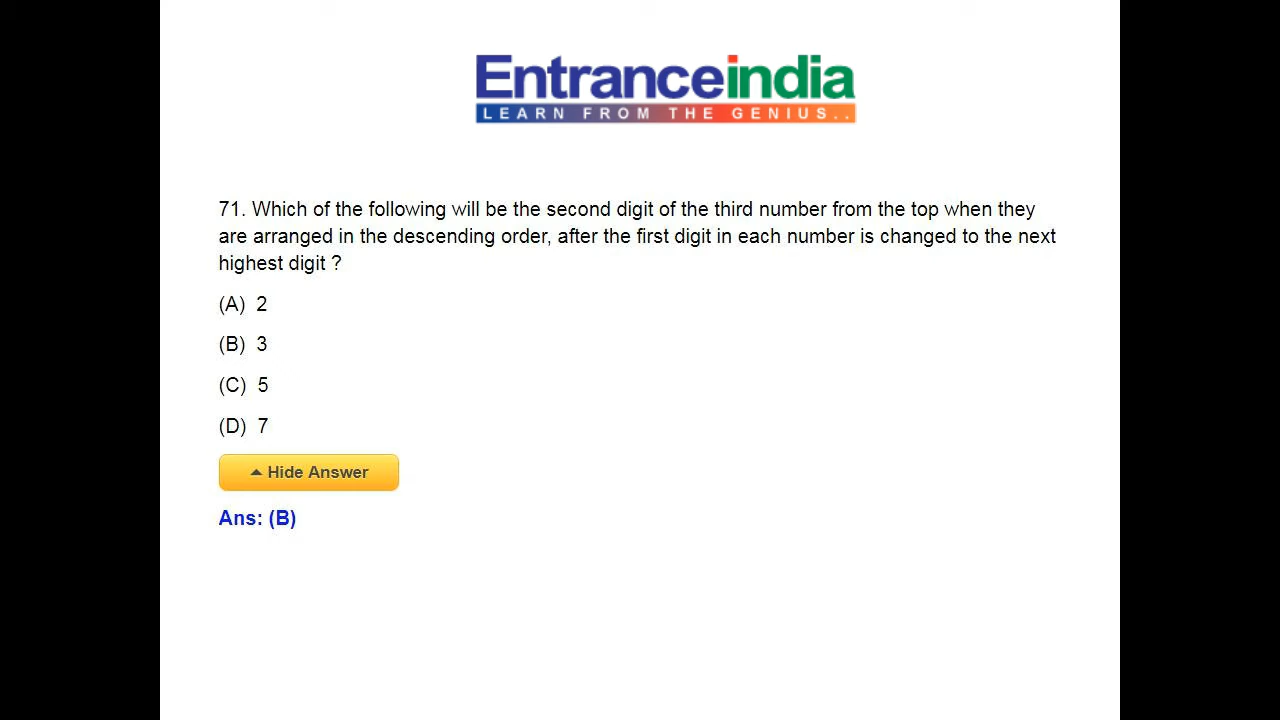 Entranceindia
LEARN FROM THE GENIUS..
71. Which of the following will be the second digit of the third number from the top when they
are arranged in the descending order, after the first digit in each number is changed to the next
highest digit ?
(A) 2
(B) 3
(C) 5
(D) 7
Hide Answer
Ans: (B)